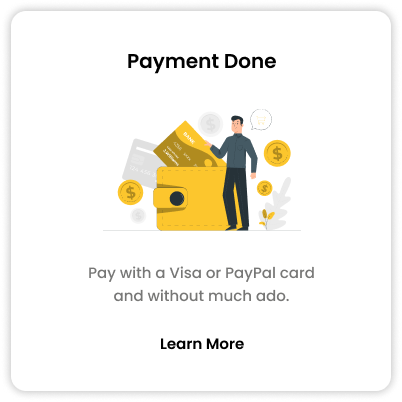 Payment Done
Pay with a Visa or PayPal card
and without much ado.
Learn More